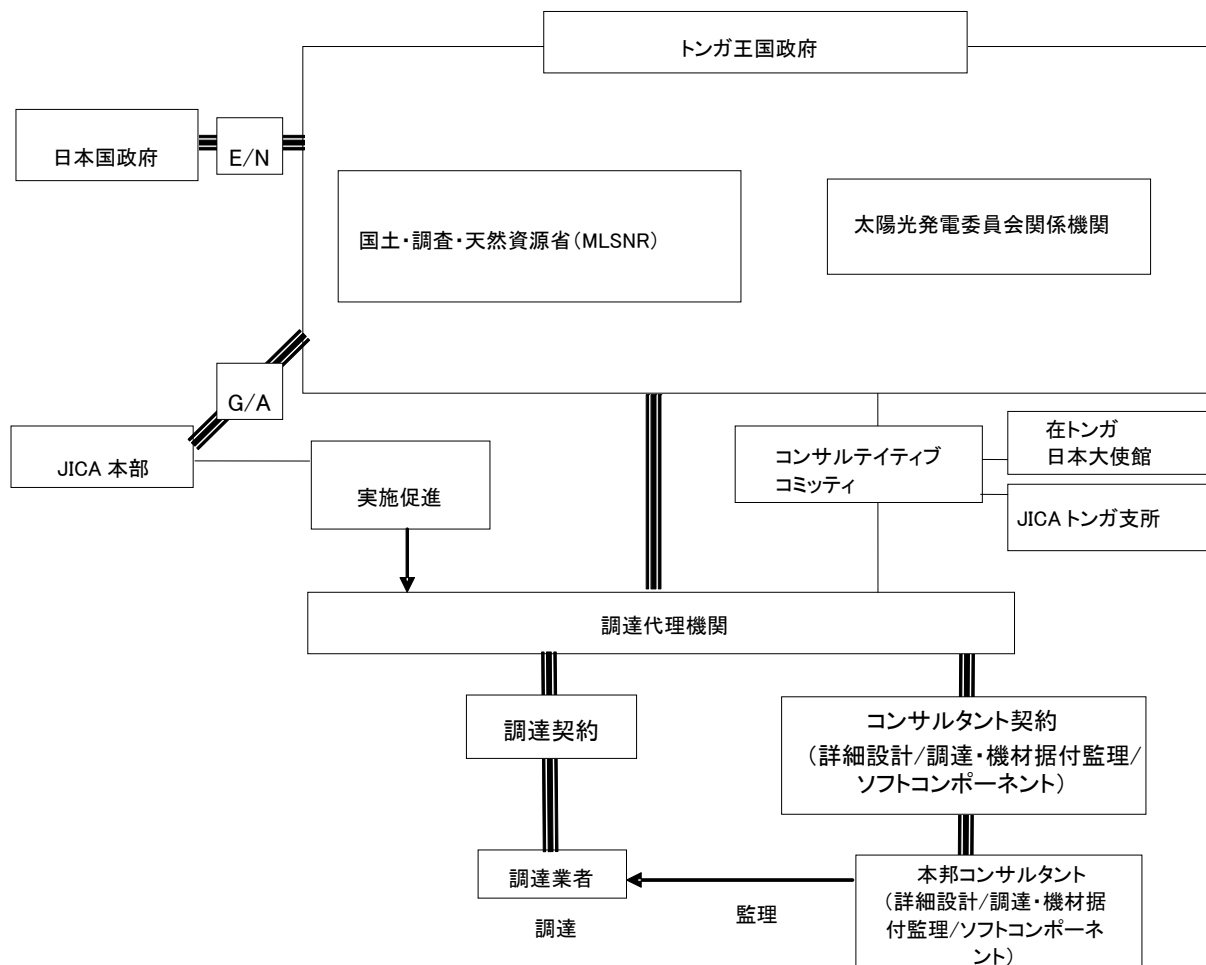 トンガ王国政府
日本国政府
E/N
国土・調査・天然資源省(MLSNR)
太陽光発電委員会関係機関
G/A
JICA 本部
実施促進
コンサルテイティブ
コミッティ
在トンガ
日本大使館
JICA トンガ支所
調達代理機関
調達契約
コンサルタント契約
(詳細設計/調達・機材据付監理/
ソフトコンポーネント)
調達業者
調達
監理
本邦コンサルタント
(詳細設計/調達・機材据
付監理/ソフトコンポーネ
ント)